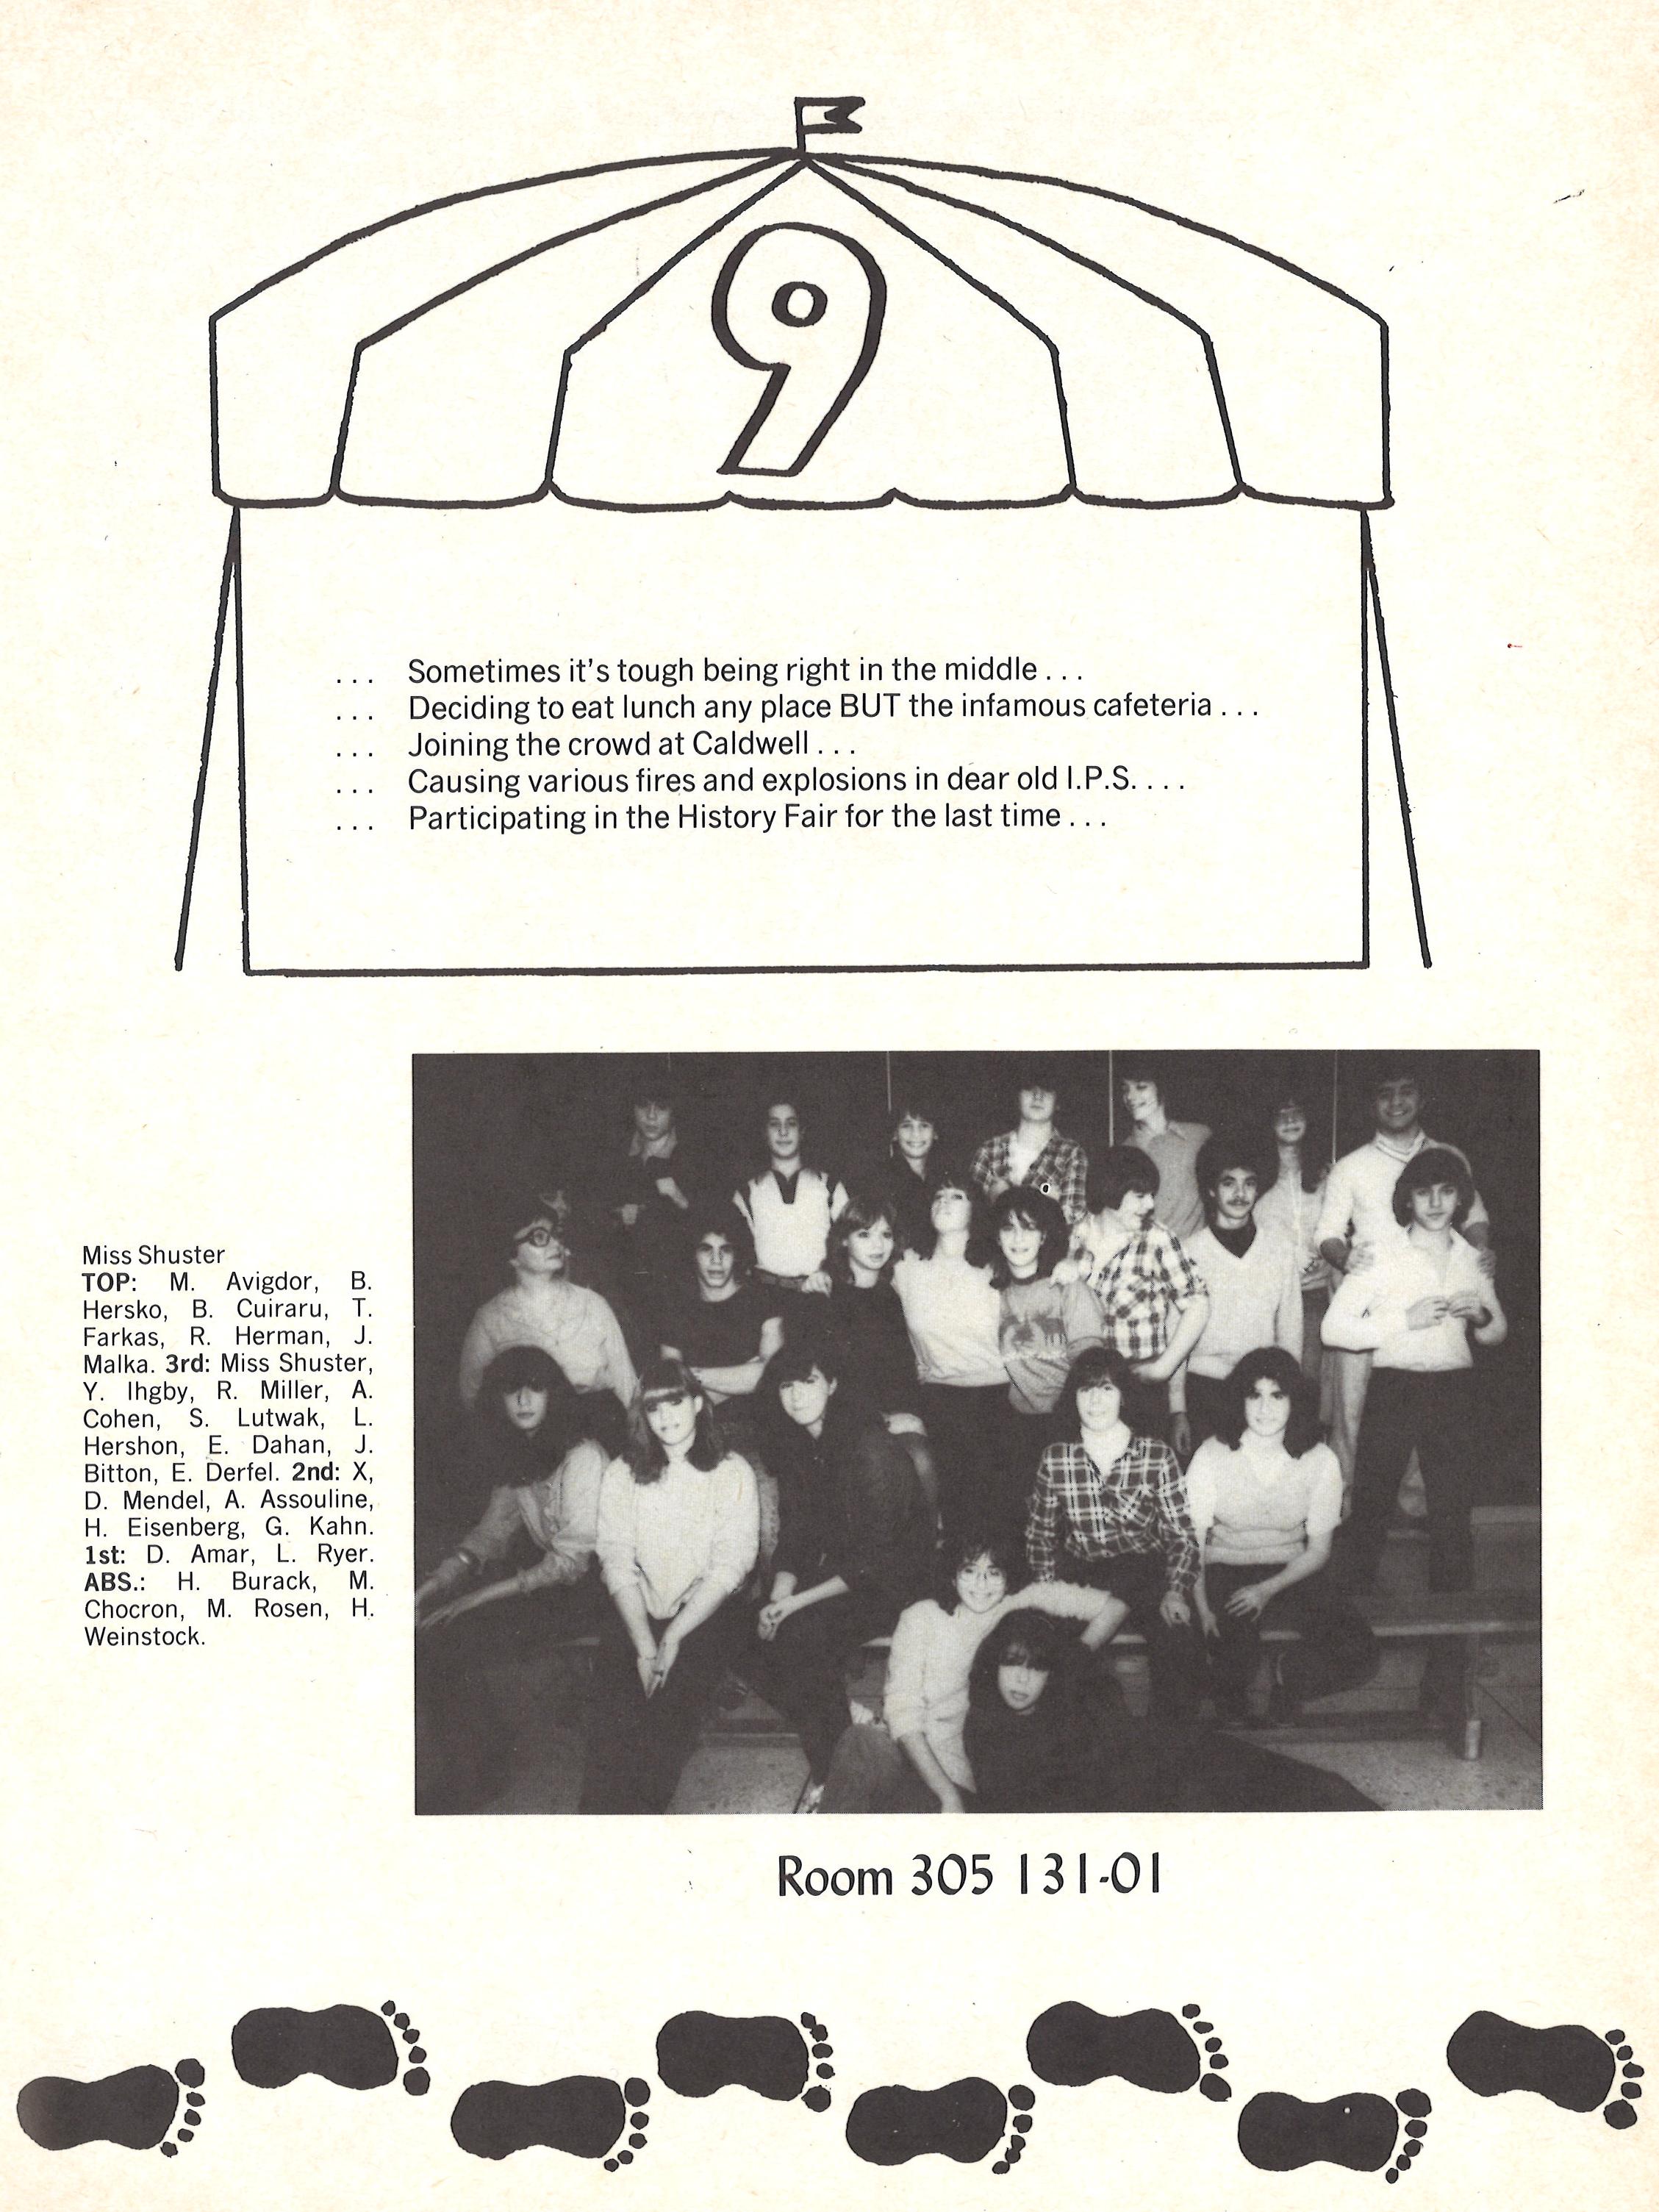 9
... Sometimes it's tough being right in the middle ...
... Deciding to eat lunch any place BUT the infamous cafeteria ...
... Joining the crowd at Caldwell ...
... Causing various fires and explosions in dear old I.P.S. ...
... Participating in the History Fair for the last time ...
Miss Shuster
TOP: M. Avigdor, B.
Hersko, B. Cuiraru, T.
Farkas, R. Herman, J.
Malka. 3rd: Miss Shuster,
Y. Ihgby, R. Miller, A.
Cohen, S. Lutwak, L.
Hershon, E. Dahan, J.
Bitton, E. Derfel. 2nd: X,
D. Mendel, A. Assouline,
H. Eisenberg, G. Kahn.
1st: D. Amar, L. Ryer.
ABS.: H. Burack, M.
Chocron, M. Rosen, H.
Weinstock.
Room 305 131-01